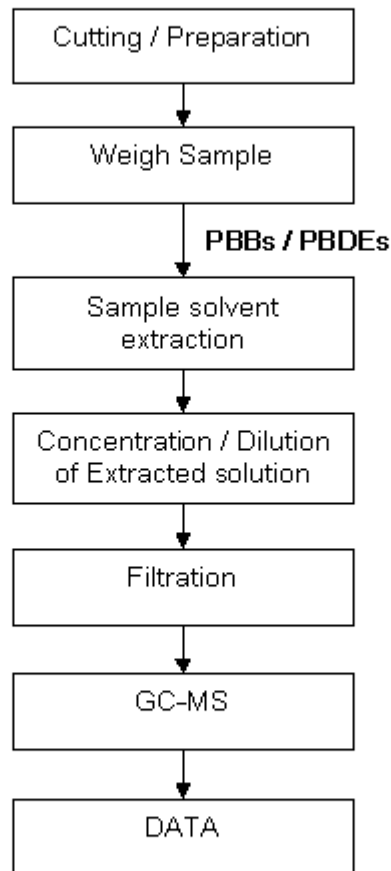 Cutting / Preparation
Weigh Sample
PBBs / PBDEs
Sample solvent
extraction
Concentration / Dilution
of Extracted solution
Filtration
GC-MS
DATA